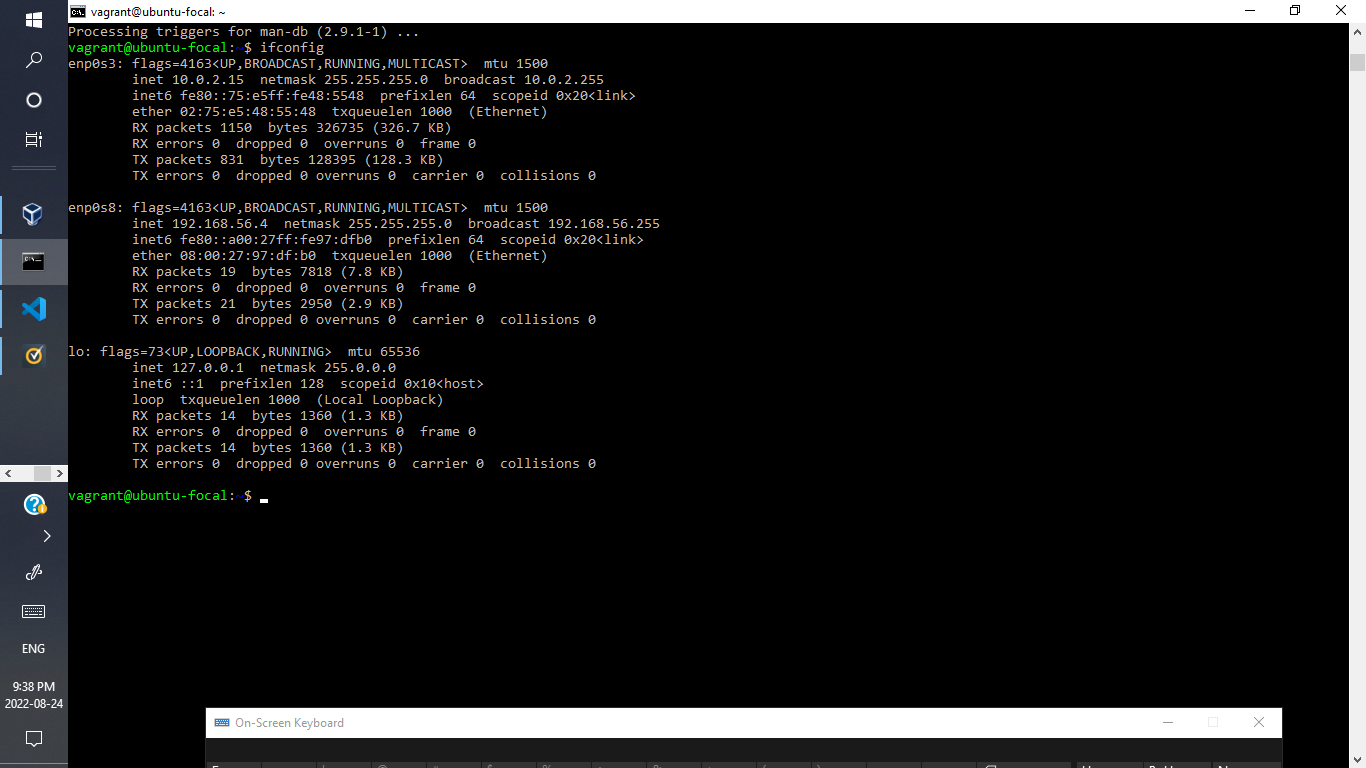 vagrant@ubuntu-focal: ~
Processing triggers for man-db (2.9.1-1) ...
vagrant@ubuntu-focal:~$ ifconfig
enp0s3: flags=4163<UP,BROADCAST,RUNNING,MULTICAST>  mtu 1500
        inet 10.0.2.15  netmask 255.255.255.0  broadcast 10.0.2.255
        inet6 fe80::75:e5ff:fe48:5548  prefixlen 64  scopeid 0x20<link>
        ether 02:75:e5:48:55:48  txqueuelen 1000  (Ethernet)
        RX packets 1150  bytes 326735 (326.7 KB)
        RX errors 0  dropped 0  overruns 0  frame 0
        TX packets 831  bytes 128395 (128.3 KB)
        TX errors 0  dropped 0 overruns 0  carrier 0  collisions 0
enp0s8: flags=4163<UP,BROADCAST,RUNNING,MULTICAST>  mtu 1500
        inet 192.168.56.4  netmask 255.255.255.0  broadcast 192.168.56.255
        inet6 fe80::a00:27ff:fe97:dfb0  prefixlen 64  scopeid 0x20<link>
        ether 08:00:27:97:df:b0  txqueuelen 1000  (Ethernet)
        RX packets 19  bytes 7818 (7.8 KB)
        RX errors 0  dropped 0  overruns 0  frame 0
        TX packets 21  bytes 2950 (2.9 KB)
        TX errors 0  dropped 0 overruns 0  carrier 0  collisions 0
lo: flags=73<UP,LOOPBACK,RUNNING>  mtu 65536
        inet 127.0.0.1  netmask 255.0.0.0
        inet6 ::1  prefixlen 128  scopeid 0x10<host>
        loop  txqueuelen 1000  (Local Loopback)
        RX packets 14  bytes 1360 (1.3 KB)
        RX errors 0  dropped 0  overruns 0  frame 0
        TX packets 14  bytes 1360 (1.3 KB)
        TX errors 0  dropped 0 overruns 0  carrier 0  collisions 0
vagrant@ubuntu-focal:~$
ENG
9:38 PM
2022-08-24
On-Screen Keyboard